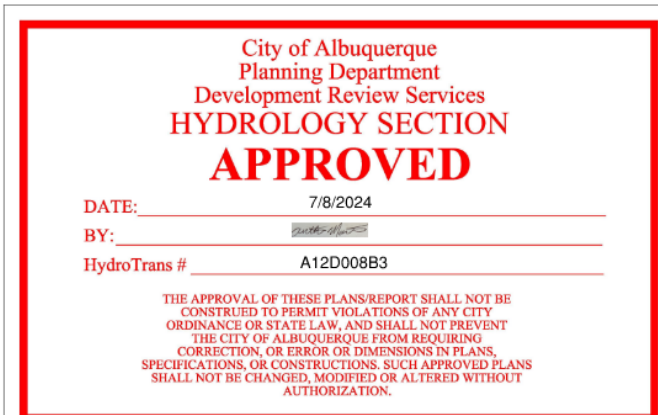 City of Albuquerque
Planning Department
Development Review Services
HYDROLOGY SECTION
APPROVED
DATE: 7/8/2024
BY:
HydroTrans # A12D008B3
THE APPROVAL OF THESE PLANS/REPORT SHALL NOT BE
CONSTRUED TO PERMIT VIOLATIONS OF ANY CITY
ORDINANCE OR STATE LAW, AND SHALL NOT PREVENT
THE CITY OF ALBUQUERQUE FROM REQUIRING
CORRECTION, OR ERROR OR DIMENSIONS IN PLANS,
SPECIFICATIONS, OR CONSTRUCTIONS. SUCH APPROVED PLANS
SHALL NOT BE CHANGED, MODIFIED OR ALTERED WITHOUT
AUTHORIZATION.